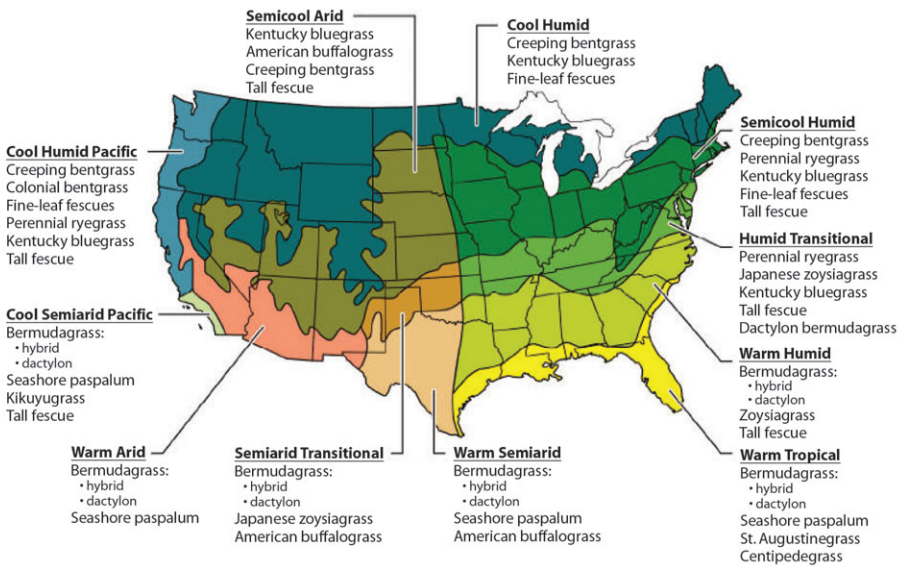 Semicool Arid
Kentucky bluegrass
American buffalograss
Creeping bentgrass
Tall fescue
Cool Humid
Creeping bentgrass
Kentucky bluegrass
Fine-leaf fescues
Cool Humid Pacific
Creeping bentgrass
Colonial bentgrass
Fine-leaf fescues
Perennial ryegrass
Kentucky bluegrass
Tall fescue
Semicool Humid
Creeping bentgrass
Perennial ryegrass
Kentucky bluegrass
Fine-leaf fescues
Tall fescue
Humid Transitional
Perennial ryegrass
Japanese zoysiagrass
Kentucky bluegrass
Tall fescue
Dactylon bermudagrass
Cool Semiarid Pacific
Bermudagrass:
• hybrid
• dactylon
Seashore paspalum
Kikuyugrass
Tall fescue
Warm Humid
Bermudagrass:
• hybrid
• dactylon
Zoysiagrass
Tall fescue
Warm Arid
Bermudagrass:
• hybrid
• dactylon
Seashore paspalum
Semiarid Transitional
Bermudagrass:
• hybrid
• dactylon
Japanese zoysiagrass
American buffalograss
Warm Semiarid
Bermudagrass:
• hybrid
• dactylon
Seashore paspalum
American buffalograss
Warm Tropical
Bermudagrass:
• hybrid
• dactylon
Seashore paspalum
St. Augustinegrass
Centipedegrass